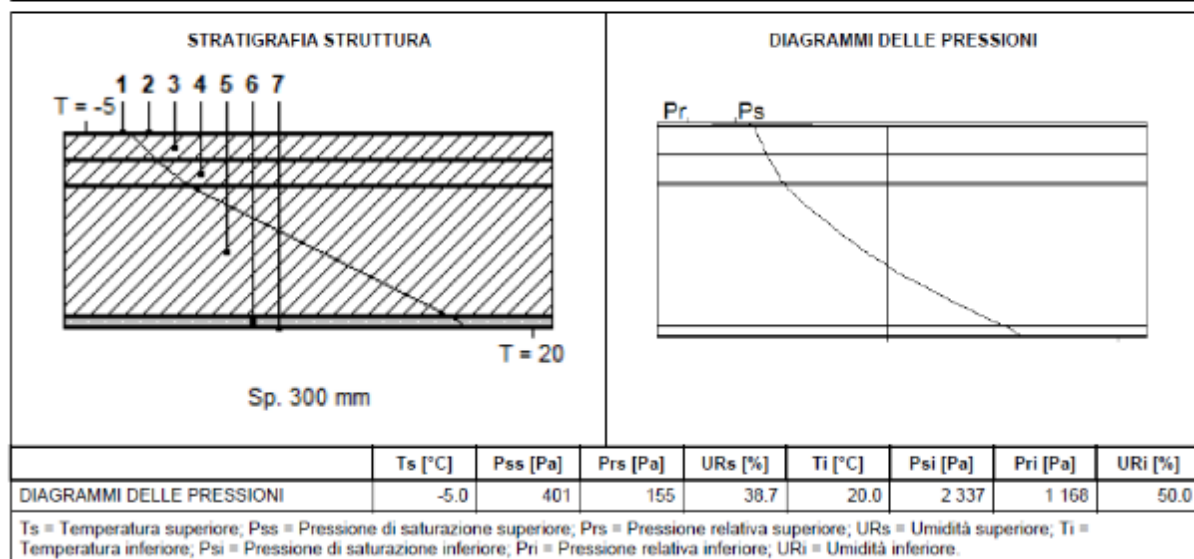 STRATIGRAFIA STRUTTURA
1 2 3 4 5 6 7
T = -5
T = 20
Sp. 300 mm
DIAGRAMMI DELLE PRESSIONI
Pr Ps
Ts [°C] Pss [Pa] Prs [Pa] URs [%] Ti [°C] Psi [Pa] Pri [Pa] URi [%]
DIAGRAMMI DELLE PRESSIONI -5.0 401 155 38.7 20.0 2 337 1 168 50.0
Ts = Temperatura superiore; Pss = Pressione di saturazione superiore; Prs = Pressione relativa superiore; URs = Umidità superiore; Ti =
Temperatura inferiore; Psi = Pressione di saturazione inferiore; Pri = Pressione relativa inferiore; URi = Umidità inferiore.